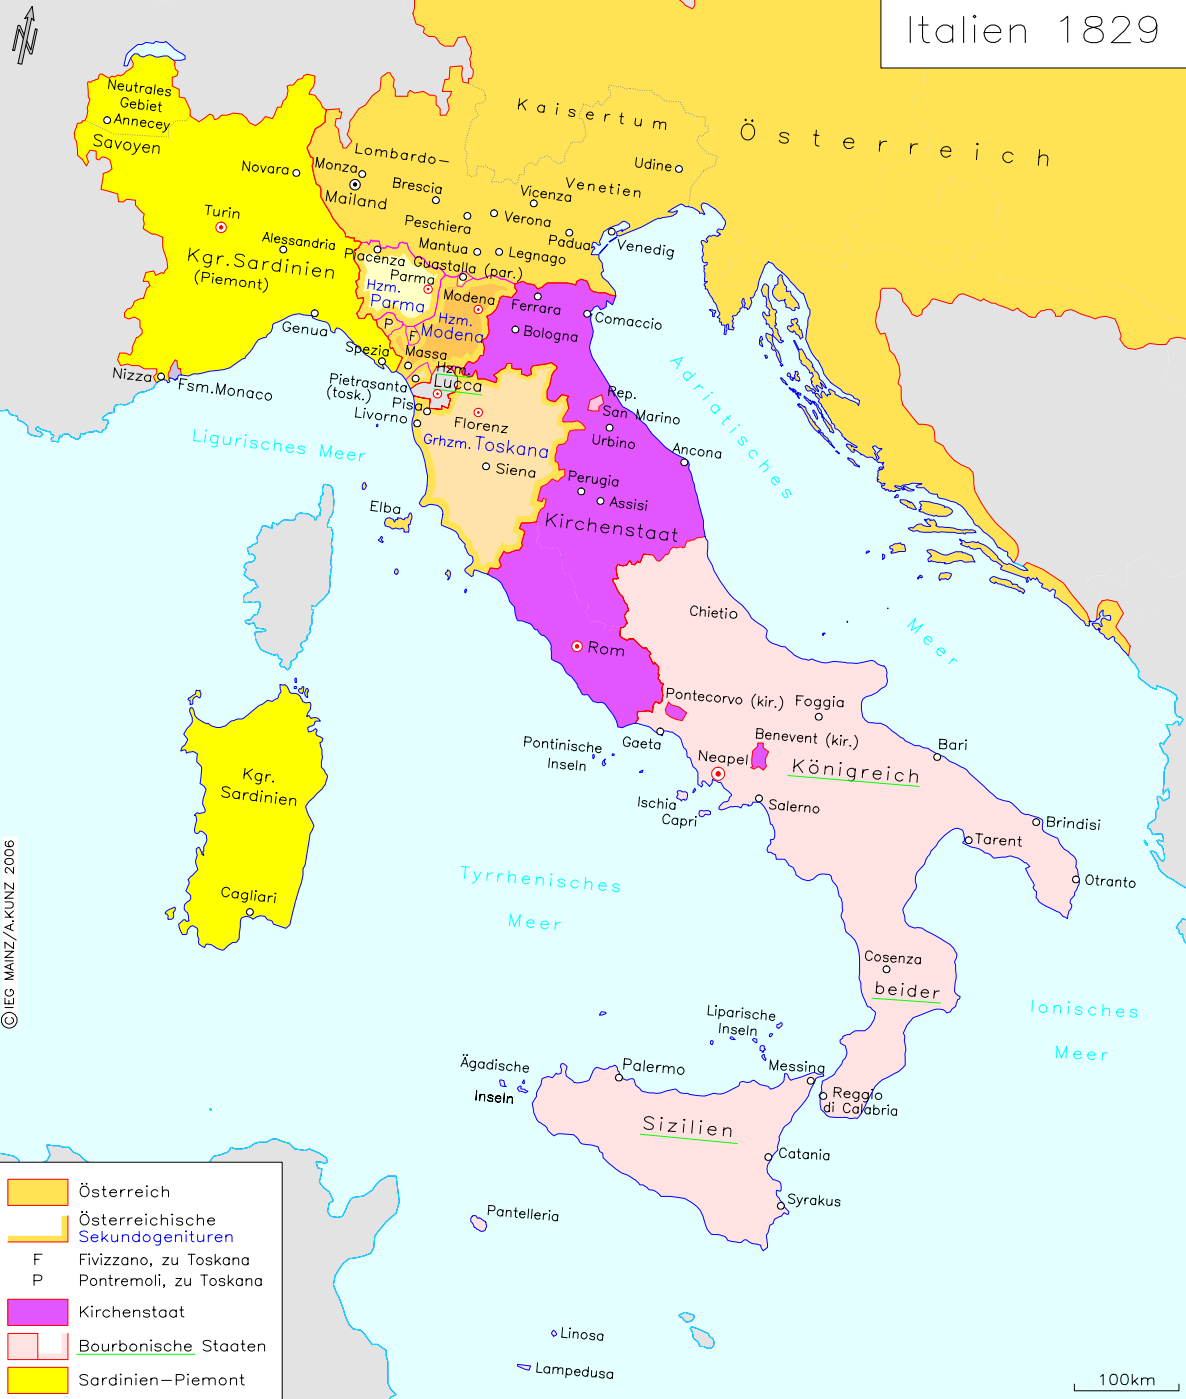 Italien 1829
N
Neutrales
Gebiet
Annecey
Savoyen
Kaisertum
Österreich
Lombardo–
Venetien
Udine
Novara
Monza
Mailand
Brescia
Vicenza
Peschiera
Verona
Padua
Venedig
Turin
Alessandria
Kgr.Sardinien
(Piemont)
Mantua
Legnago
Piacenza
Guastalla (par.)
Parma
Hzm.
Parma
Modena
Hzm.
Modena
Ferrara
Comaccio
Bologna
Genua
P
F
Spezia
Massa
Nizza
Fsm.Monaco
Pietrasanta
(tosk.)
Hzm.
Lucca
Pisa
Livorno
Florenz
Grhzm.Toskana
Siena
Rep.
San Marino
Urbino
Ancona
Adriatisches
Meer
Ligurisches Meer
Perugia
Assisi
Kirchenstaat
Elba
Chieti
Rom
Pontecorvo (kir.)
Foggia
Benevent (kir.)
Gaeta
Bari
Pontinische
Inseln
Neapel
Königreich
Ischia
Capri
Salerno
Brindisi
Tarent
Otranto
Kgr.
Sardinien
Cagliari
Tyrrhenisches
Meer
Cosenza
beider
Ionisches
Meer
Liparische
Inseln
Ägadische
Inseln
Palermo
Messing
Reggio
di Calabria
Sizilien
Catania
Syrakus
Pantelleria
Linosa
Lampedusa
©IEG MAINZ/A.KUNZ 2006
Österreich
Österreichische
Sekundogenituren
F Fivizzano, zu Toskana
P Pontremoli, zu Toskana
Kirchenstaat
Bourbonische Staaten
Sardinien–Piemont
100km